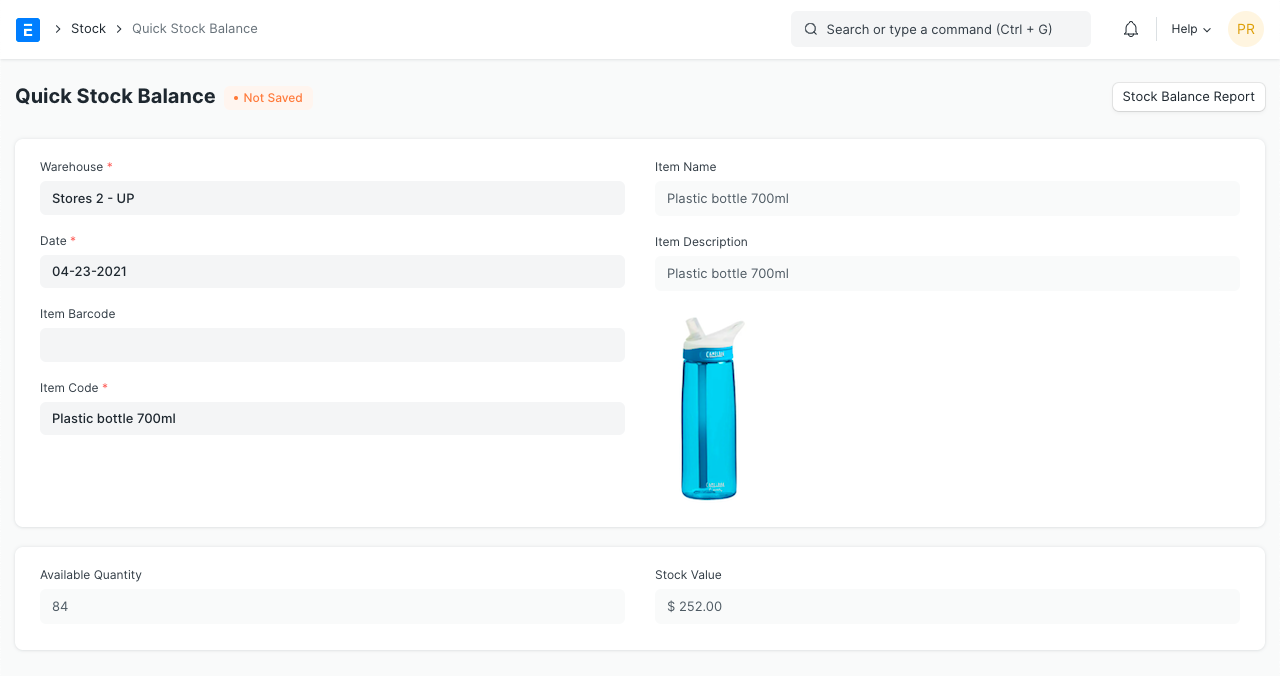 E
Stock
Quick Stock Balance
Search or type a command (Ctrl + G)
Help
PR
Quick Stock Balance
Not Saved
Stock Balance Report
Warehouse *
Stores 2 - UP
Date *
04-23-2021
Item Barcode
Item Code *
Plastic bottle 700ml
Item Name
Plastic bottle 700ml
Item Description
Plastic bottle 700ml
Available Quantity
84
Stock Value
$ 252.00